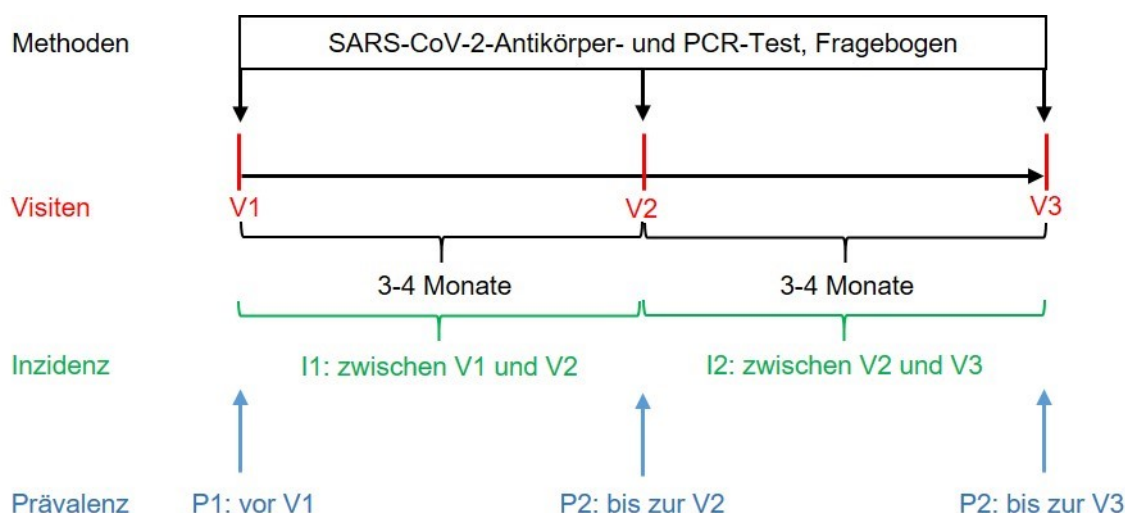 Methoden
SARS-CoV-2-Antikörper- und PCR-Test, Fragebogen
Visiten
V1
V2
V3
3-4 Monate
3-4 Monate
Inzidenz
I1: zwischen V1 und V2
I2: zwischen V2 und V3
Prävalenz
P1: vor V1
P2: bis zur V2
P2: bis zur V3